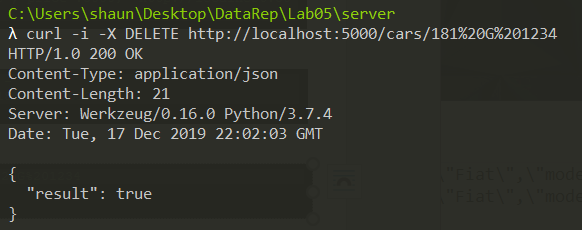 C:\Users\shaun\Desktop\DataRep\Lab05\server
λ curl -i -X DELETE http://localhost:5000/cars/181%20G%201234
HTTP/1.0 200 OK
Content-Type: application/json
Content-Length: 21
Server: Werkzeug/0.16.0 Python/3.7.4
Date: Tue, 17 Dec 2019 22:02:03 GMT
{
"Fiat\",\"mode
  "result": true
"Fiat\",\"mode
}